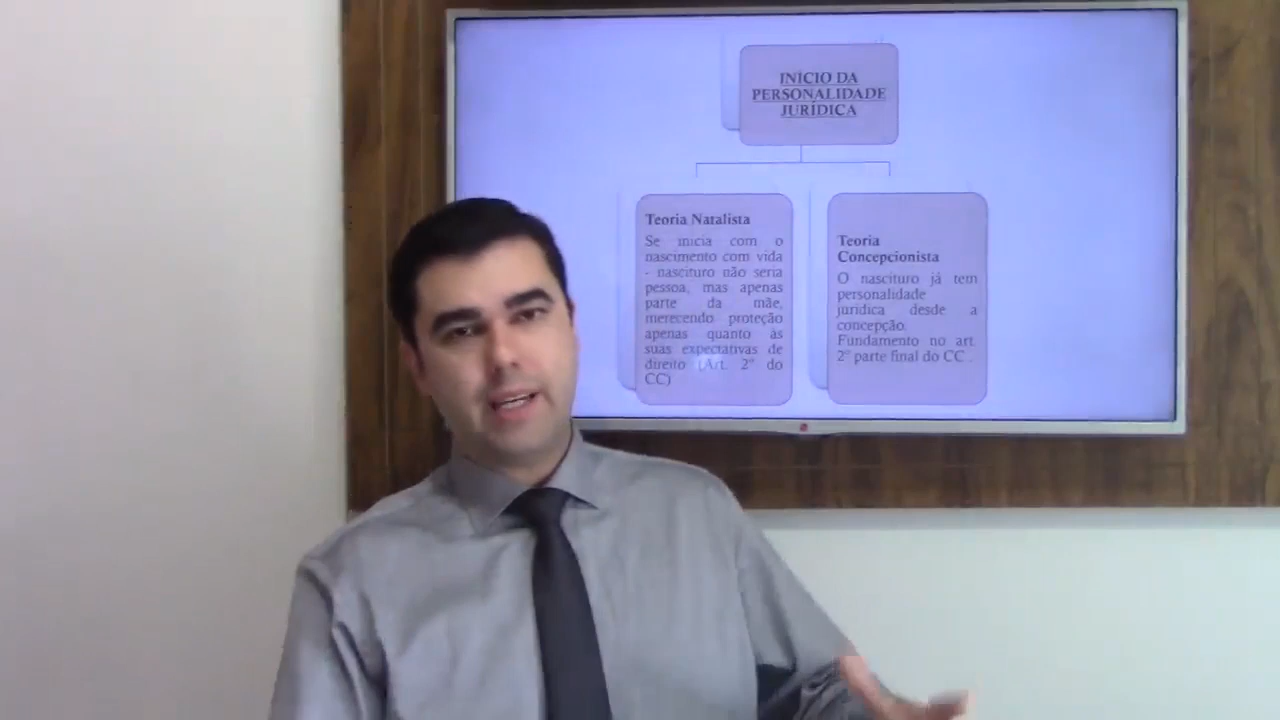 INÍCIO DA
PERSONALIDADE
JURÍDICA
Teoria Natalista
Se inicia com o
nascimento com vida
- nascituro não seria
pessoa, mas apenas
parte da mãe,
merecendo proteção
apenas quanto às
suas expectativas de
direito (Art. 2º do
CC)
Teoria
Concepcionista
O nascituro já tem
personalidade
jurídica desde a
concepção.
Fundamento no art.
2º parte final do CC .